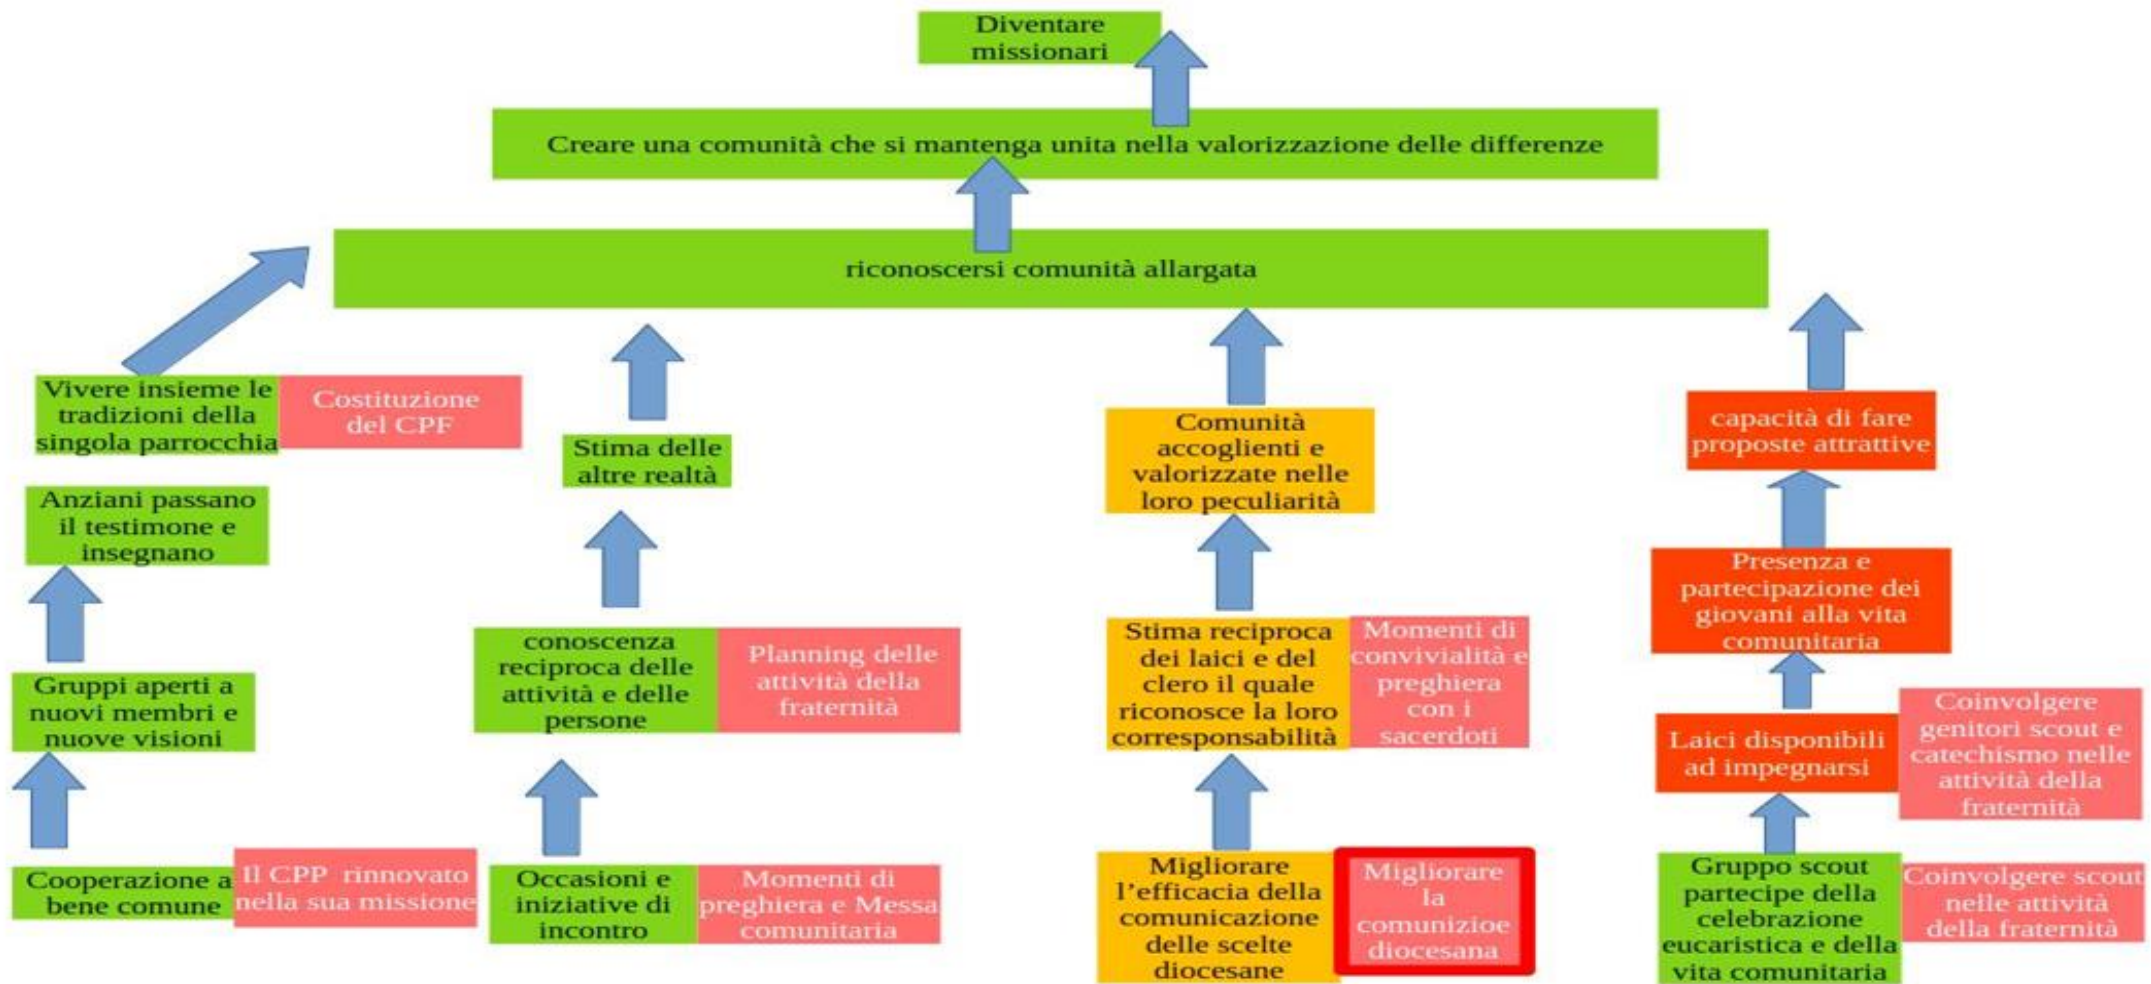 Diventare
missionari
Creare una comunità che si mantenga unita nella valorizzazione delle differenze
riconoscersi comunità allargata
Vivere insieme le
tradizioni della
singola parrocchia
Costituzione
del CPF
Anziani passano
il testimone e
insegnano
Gruppi aperti a
nuovi membri e
nuove visioni
Cooperazione a
bene comune
Il CPP rinnovato
nella sua missione
Stima delle
altre realtà
conoscenza
reciproca delle
attività e delle
persone
Planning delle
attività della
fraternità
Occasioni e
iniziative di
incontro
Momenti di
preghiera e Messa
comunitaria
Comunità
accoglienti e
valorizzate nelle
loro peculiarità
Stima reciproca
dei laici e del
clero il quale
riconosce la loro
corresponsabilità
Momenti di
convivialità e
preghiera
con i
sacerdoti
Migliorare
l’efficacia della
comunicazione
delle scelte
diocesane
Migliorare
la
comunizioe
diocesana
capacità di fare
proposte attrattive
Presenza e
partecipazione dei
giovani alla vita
comunitaria
Laici disponibili
ad impegnarsi
Coinvolgere
genitori scout e
catechismo nelle
attività della
fraternità
Gruppo scout
partecipe della
celebrazione
eucaristica e della
vita comunitaria
Coinvolgere scout
nelle attività
della fraternità